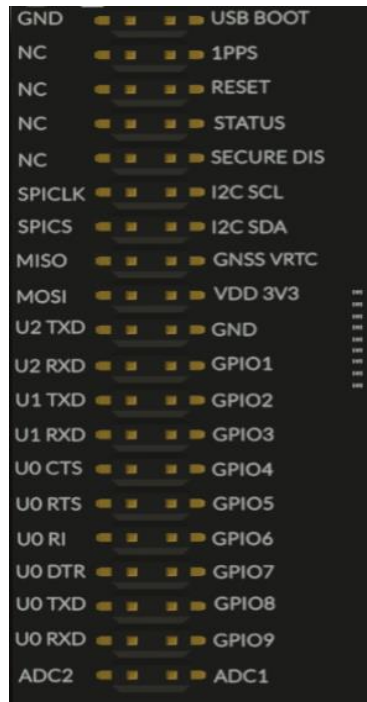 GND USB BOOT
NC 1PPS
NC RESET
NC STATUS
NC SECURE DIS
SPICLK I2C SCL
SPICS I2C SDA
MISO GNSS VRTC
MOSI VDD 3V3
U2 TXD GND
U2 RXD GPIO1
U1 TXD GPIO2
U1 RXD GPIO3
U0 CTS GPIO4
U0 RTS GPIO5
U0 RI GPIO6
U0 DTR GPIO7
U0 TXD GPIO8
U0 RXD GPIO9
ADC2 ADC1